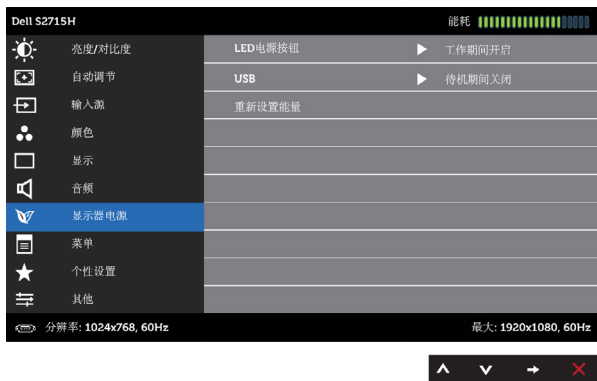 Dell S2715H 能耗
亮度/对比度 LED电源按钮 工作期间开启
自动调节 USB 待机期间关闭
输入源 重新设置能量
颜色
显示
音频
显示器电源
菜单
个性设置
其他
分辨率: 1024x768, 60Hz 最大: 1920x1080, 60Hz